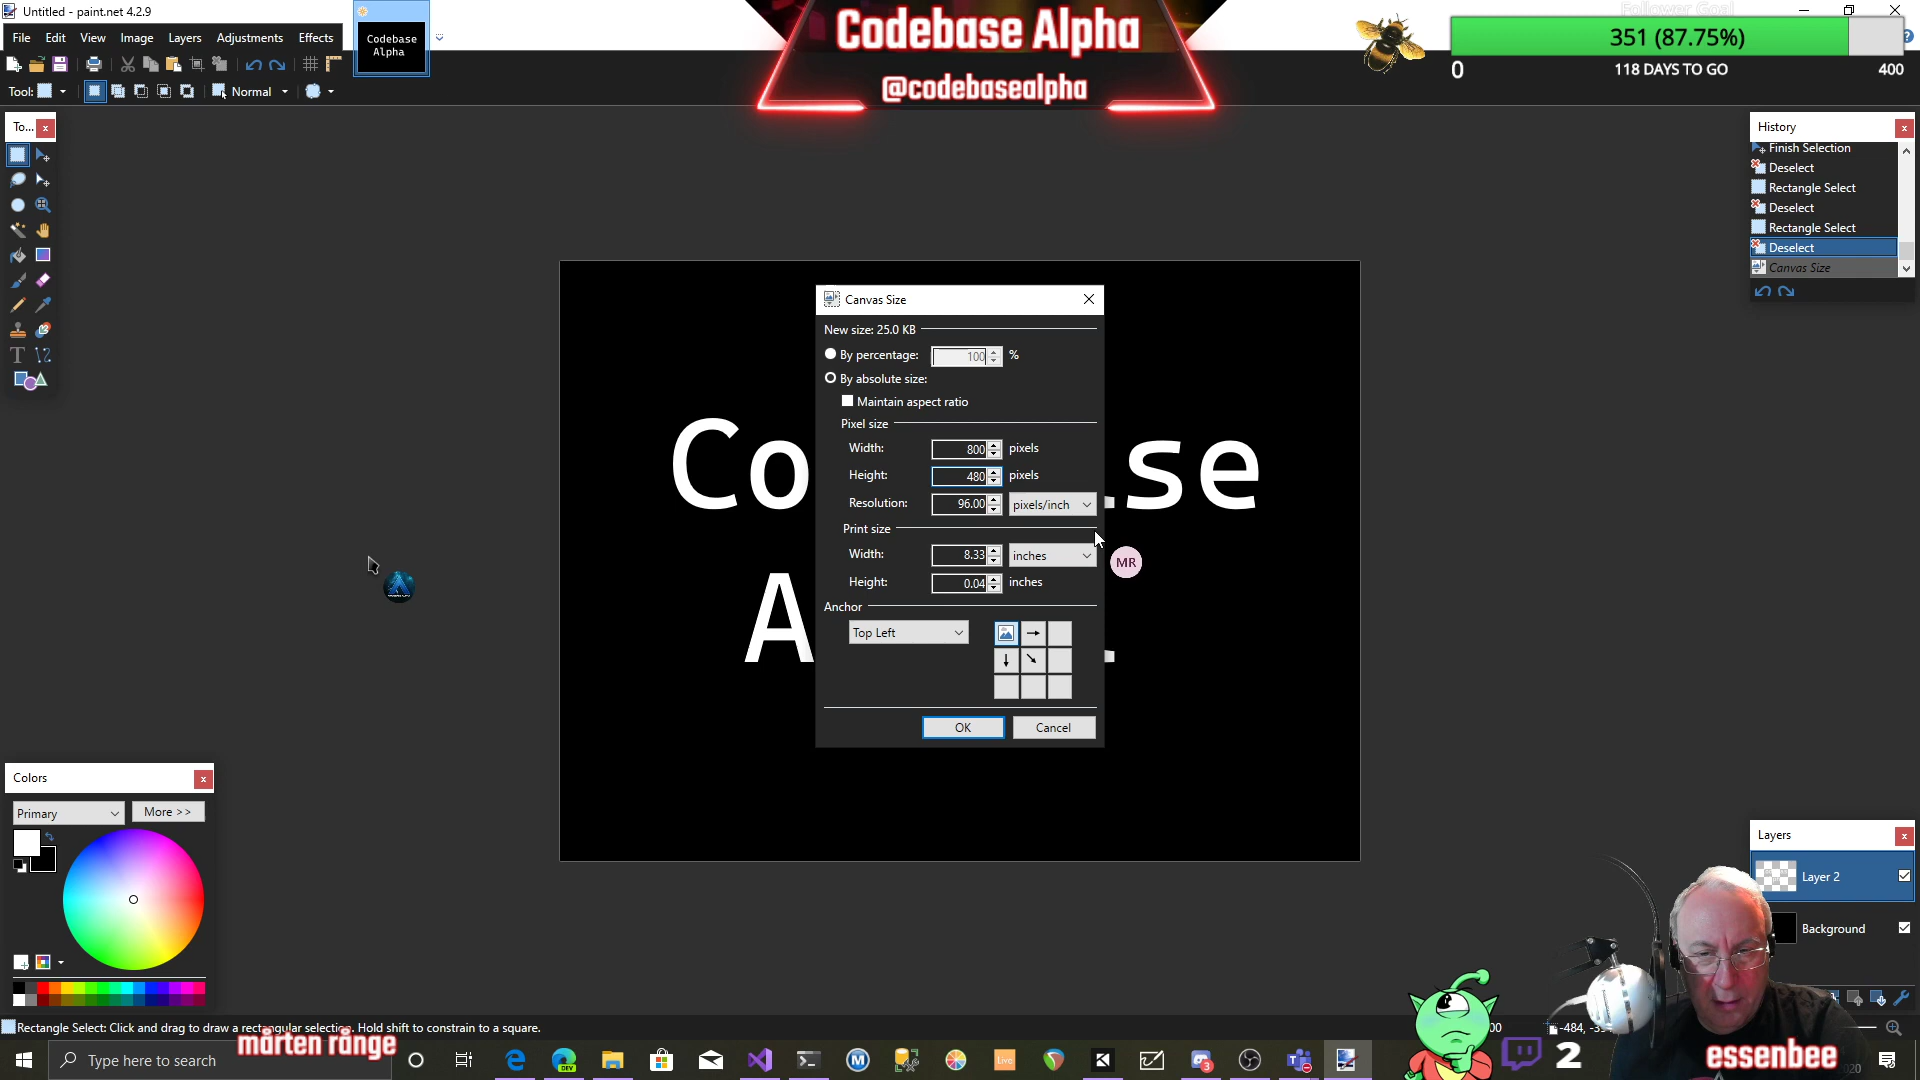 Untitled - paint.net 4.2.9
File Edit View Image Layers Adjustments Effects
Codebase
Alpha
Tool:
Normal
Codebase Alpha
@codebasealpha
Follower Goal
351 (87.75%)
0 118 DAYS TO GO 400
To...
History
Finish Selection
Deselect
Rectangle Select
Deselect
Rectangle Select
Deselect
Canvas Size
Canvas Size
New size: 25.0 KB
By percentage: 100 %
By absolute size:
Maintain aspect ratio
Pixel size
Width: 800 pixels
Height: 480 pixels
Resolution: 96.00 pixels/inch
Print size
Width: 8.33 inches
Height: 0.04 inches
Anchor
Top Left
OK Cancel
Co se
A
MR
Colors
Primary More >>
Layers
Layer 2
Background
Rectangle Select: Click and drag to draw a rectangular selection. Hold shift to constrain to a square.
mårten rånge
Type here to search
DEV
Live
3
2
essenbee